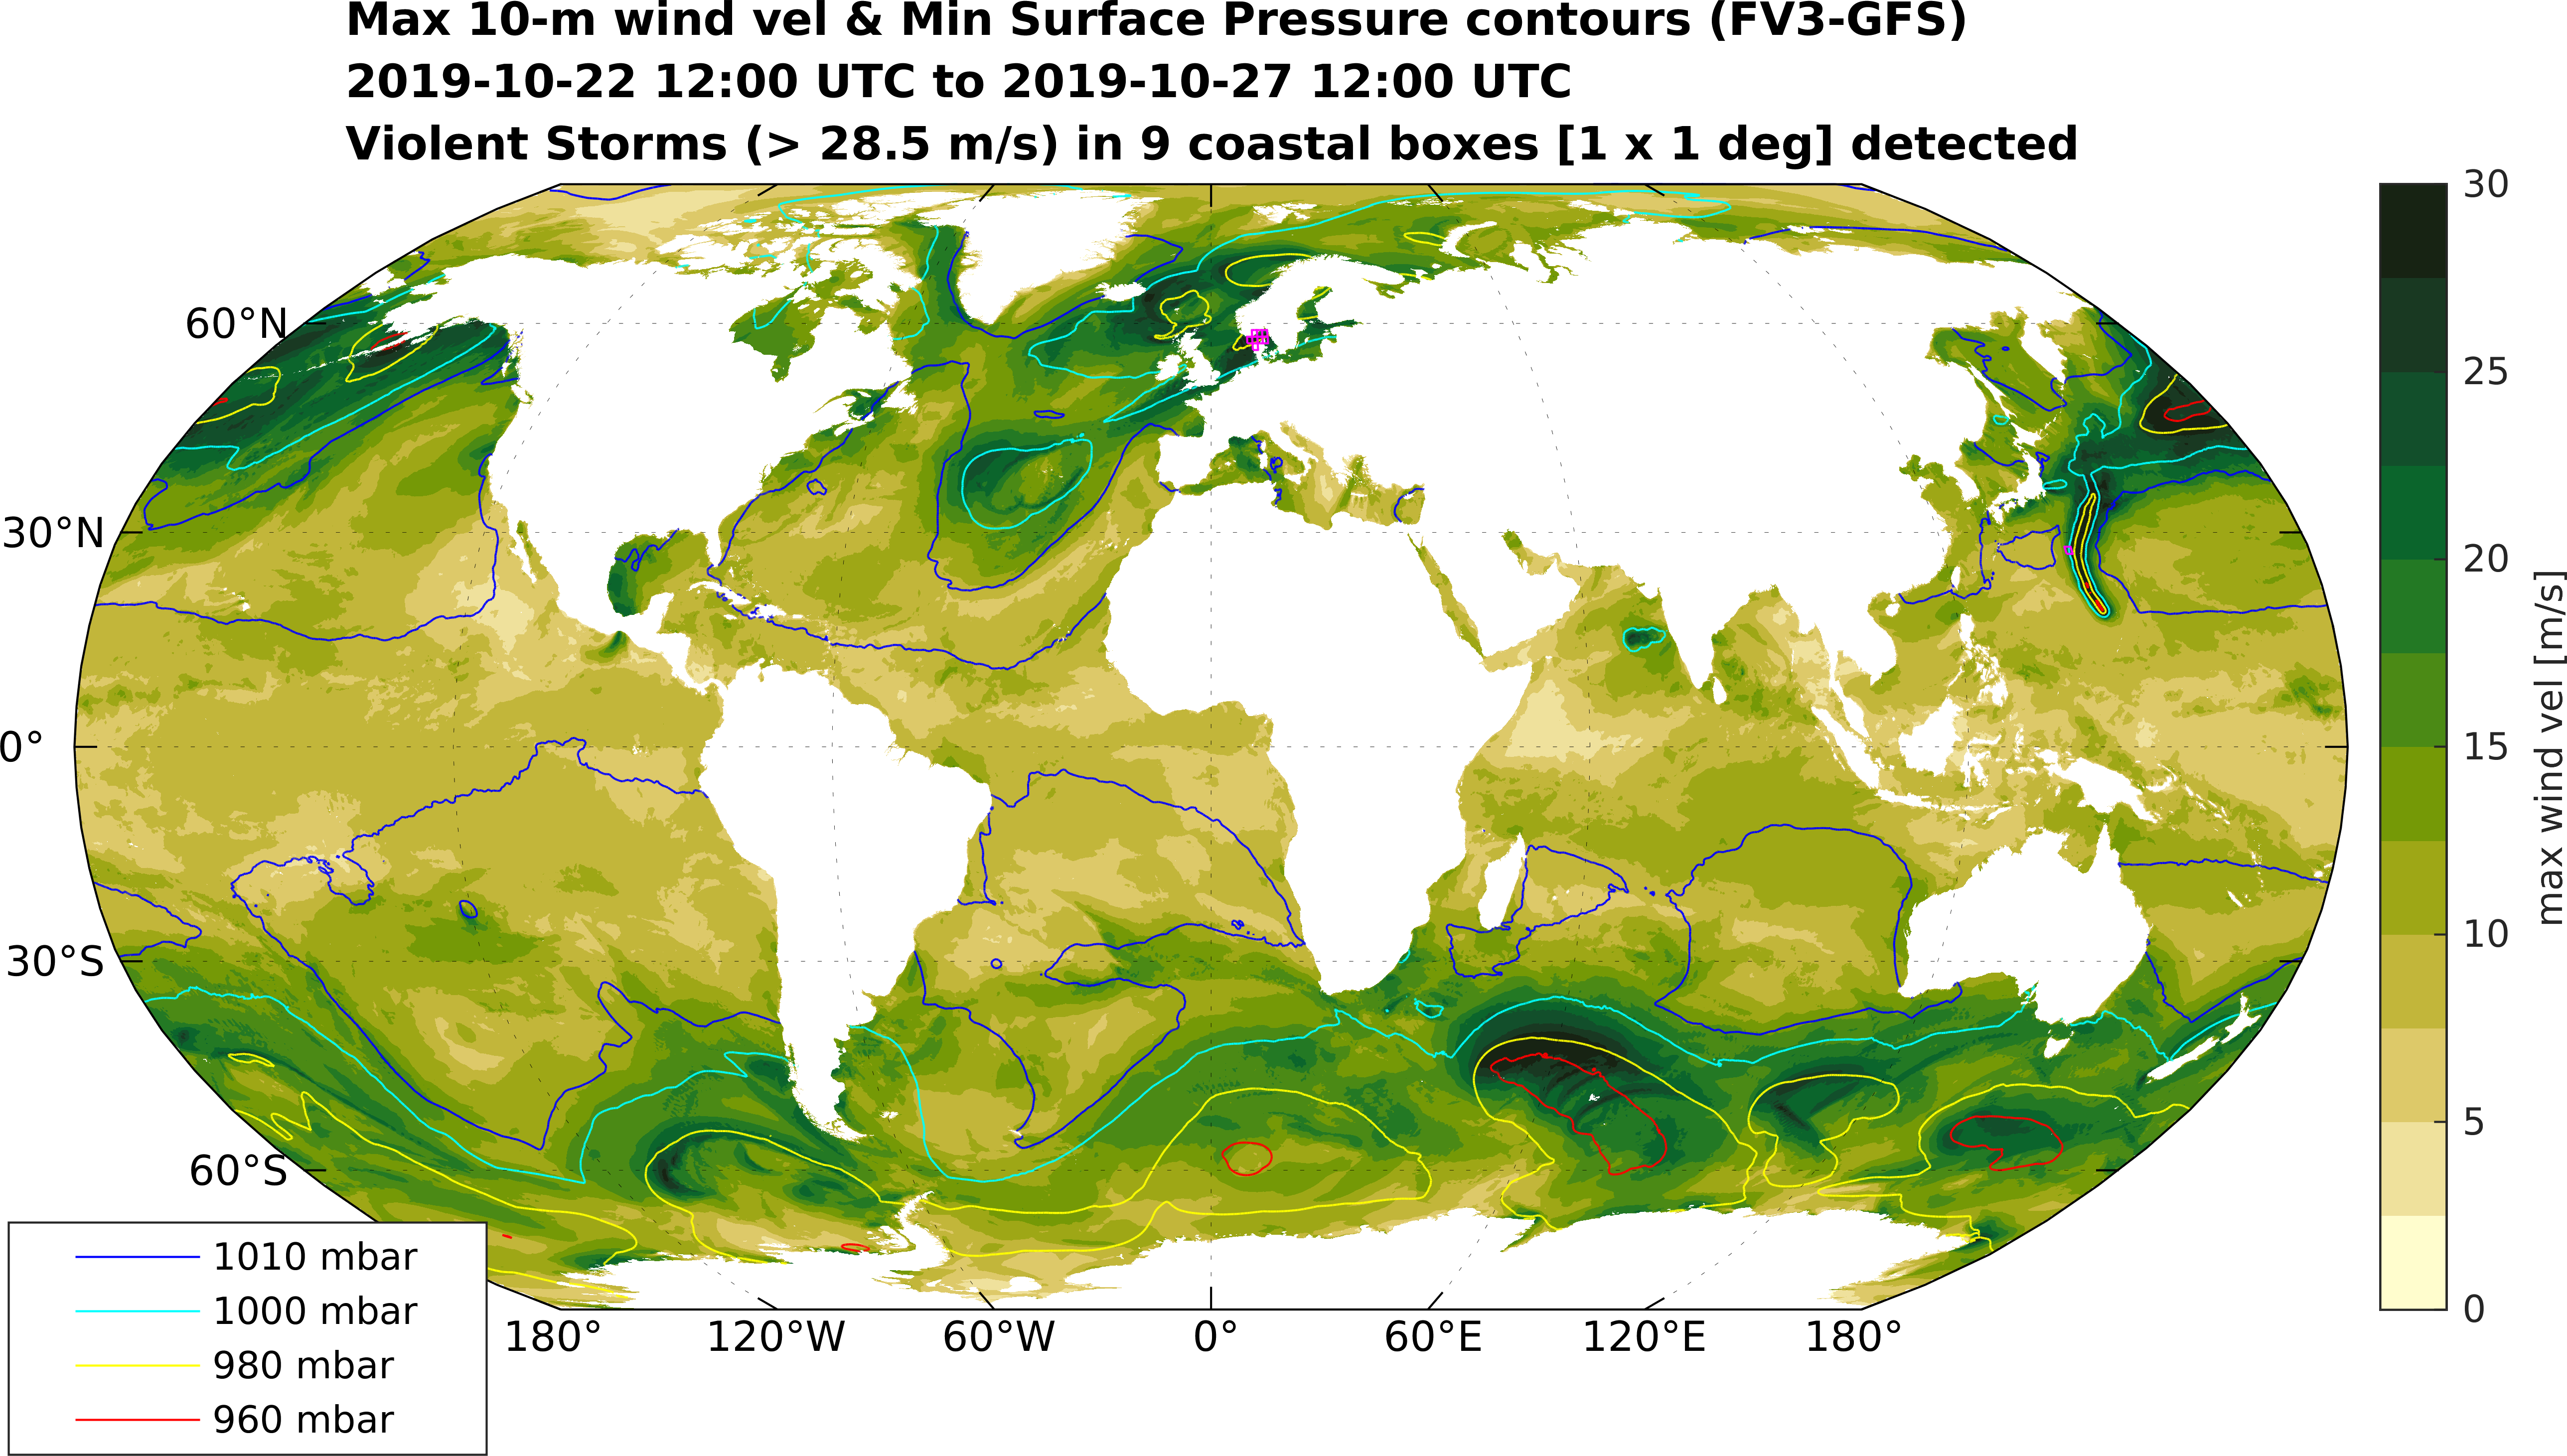 Max 10-m wind vel & Min Surface Pressure contours (FV3-GFS)
2019-10-22 12:00 UTC to 2019-10-27 12:00 UTC
Violent Storms (> 28.5 m/s) in 9 coastal boxes [1 x 1 deg] detected
60°N
30°N
0°
30°S
60°S
180°
120°W
60°W
0°
60°E
120°E
180°
1010 mbar
1000 mbar
980 mbar
960 mbar
30
25
20
15
10
5
0
max wind vel [m/s]